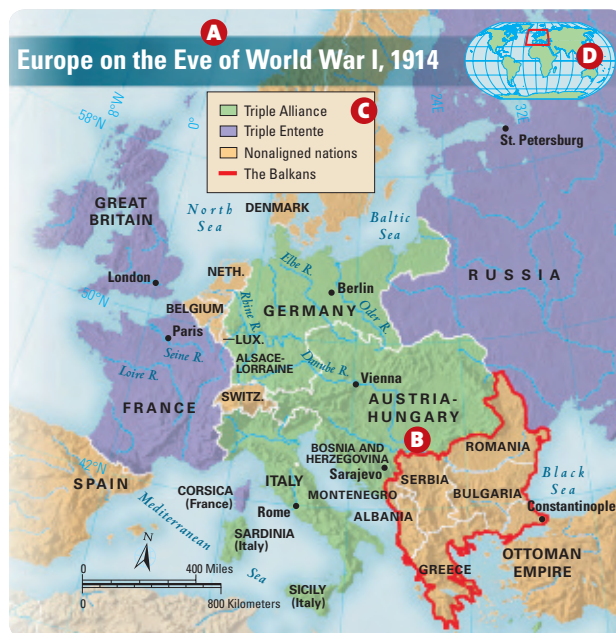 A
Europe on the Eve of World War I, 1914
D
C
Triple Alliance
Triple Entente
Nonaligned nations
The Balkans
8°W
0°
24E
32E
58°N
St. Petersburg
GREAT
BRITAIN
North
Sea
DENMARK
Baltic
Sea
RUSSIA
London
NETH.
Elbe R.
Berlin
50°N
BELGIUM
Rhine R.
GERMANY
Oder R.
Paris
Seine R.
LUX.
ALSACE-
LORRAINE
Danube R.
Loire R.
Vienna
FRANCE
SWITZ.
AUSTRIA-
HUNGARY
B
42°N
BOSNIA AND
HERZEGOVINA
ROMANIA
SPAIN
Sarajevo
SERBIA
Black
Sea
CORSICA
(France)
ITALY
MONTENEGRO
BULGARIA
Constantinople
Mediterranean
Sea
Rome
ALBANIA
SARDINIA
(Italy)
OTTOMAN
EMPIRE
N
GREECE
0
400 Miles
0
800 Kilometers
SICILY
(Italy)